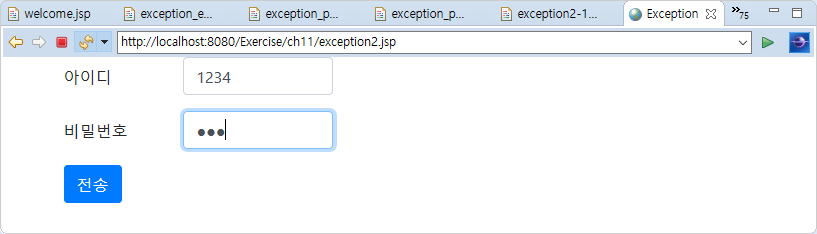 welcome.jsp exception_e... exception_p... exception_p... exception2-1... Exception »75
http://localhost:8080/Exercise/ch11/exception2.jsp
아이디 1234
비밀번호 ●●●
전송